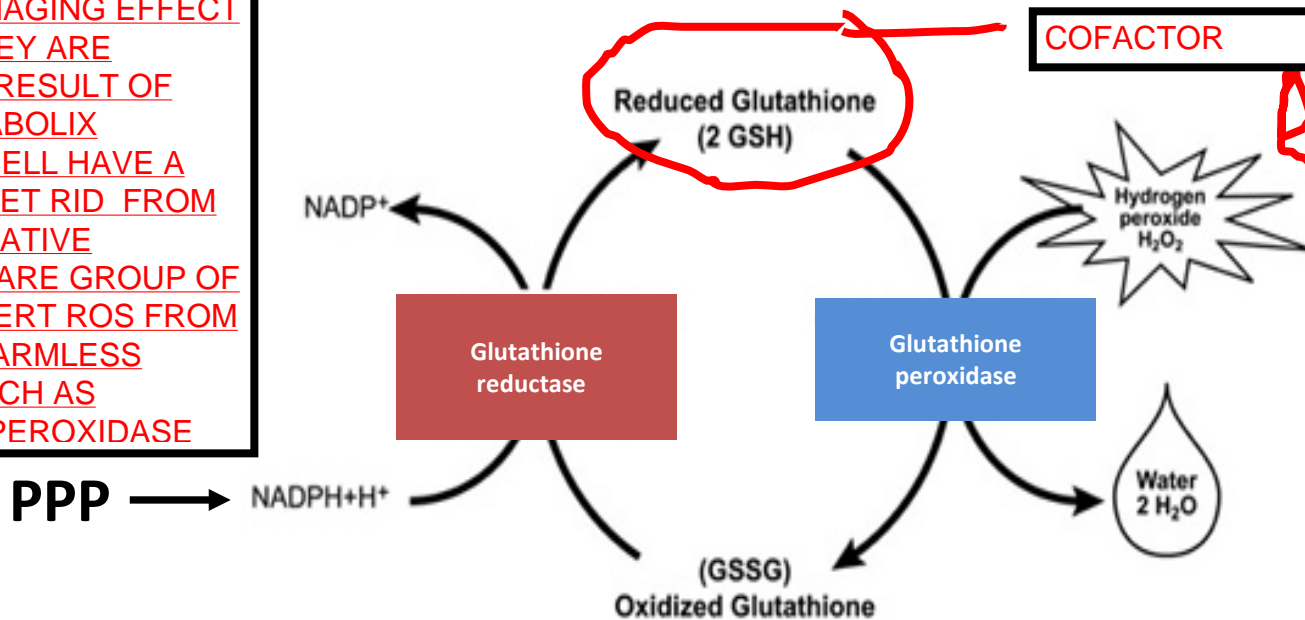 AGING EFFECT
EY ARE
RESULT OF
ABOLIX
ELL HAVE A
ET RID FROM
ATIVE
ARE GROUP OF
ERT ROS FROM
ARMLESS
CH AS
PEROXIDASE
COFACTOR
Reduced Glutathione
(2 GSH)
NADP+
Hydrogen
peroxide
H₂O₂
Glutathione
reductase
Glutathione
peroxidase
PPP
NADPH+H+
Water
2 H₂O
(GSSG)
Oxidized Glutathione